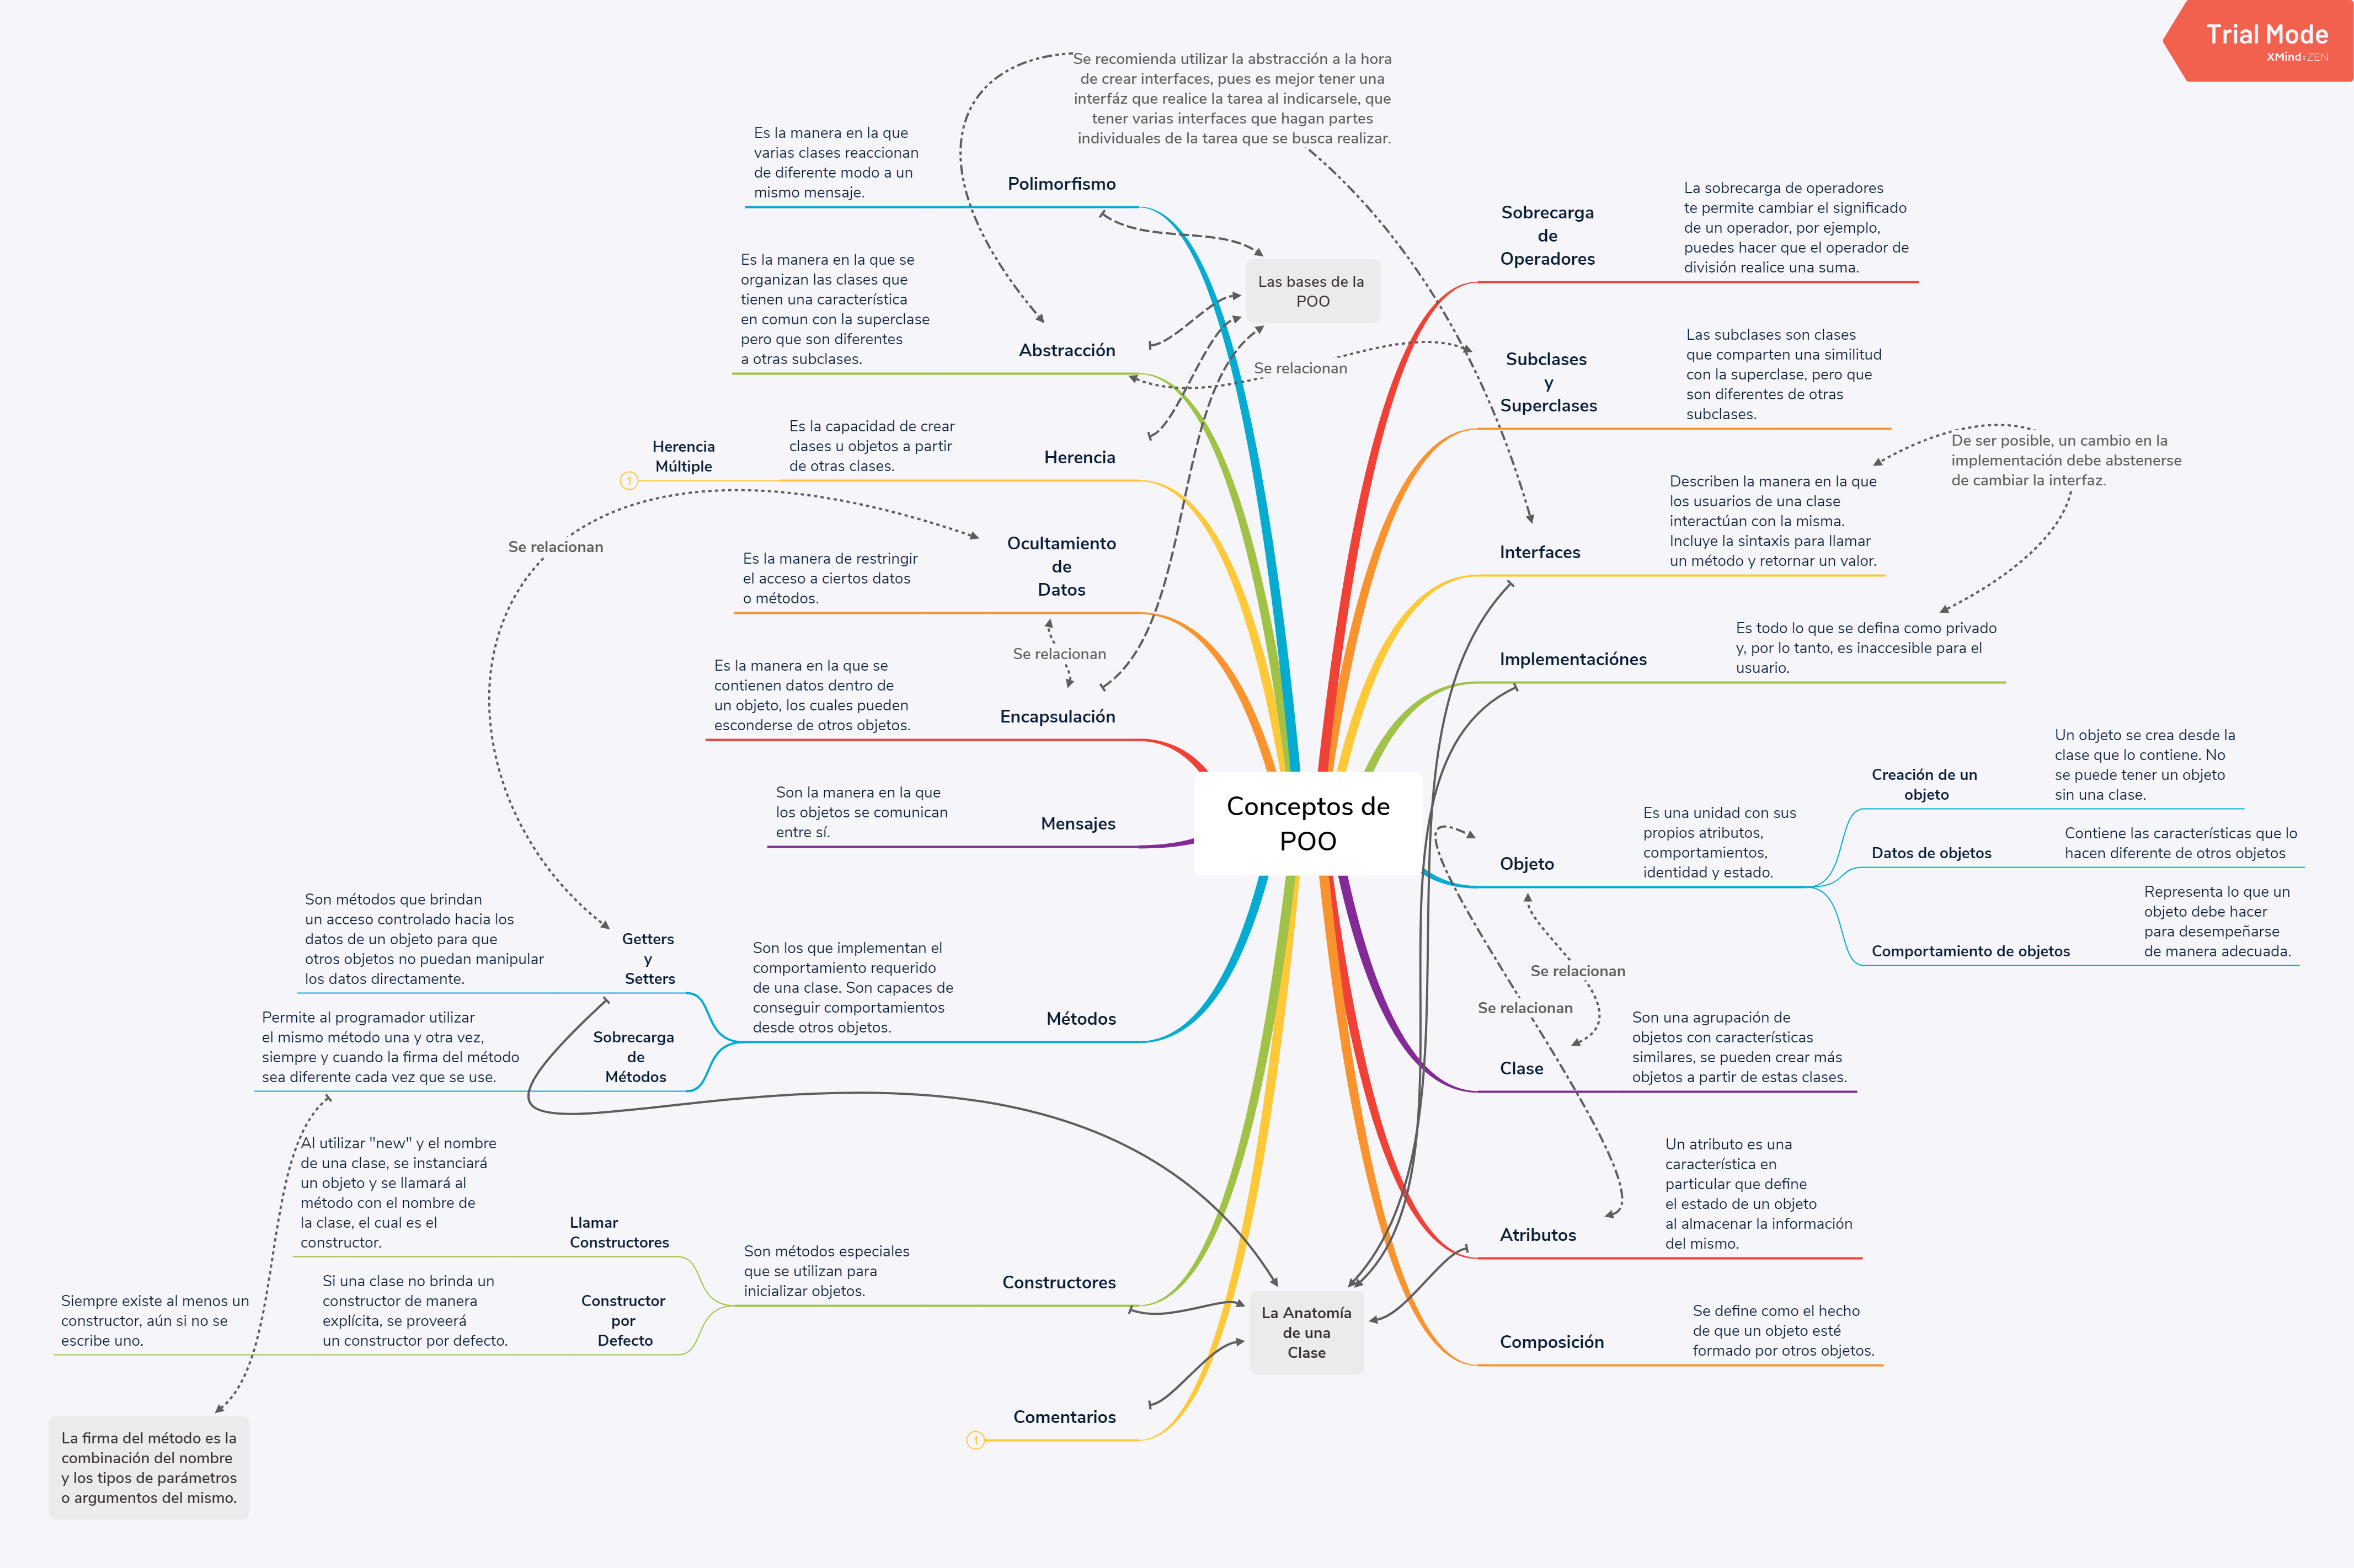 Trial Mode
XMind:ZEN
Se recomienda utilizar la abstracción a la hora
de crear interfaces, pues es mejor tener una
interfáz que realice la tarea al indicarsele, que
tener varias interfaces que hagan partes
individuales de la tarea que se busca realizar.
Es la manera en la que
varias clases reaccionan
de diferente modo a un
mismo mensaje.
Polimorfismo
Las bases de la
POO
Es la manera en la que se
organizan las clases que
tienen una característica
en comun con la superclase
pero que son diferentes
a otras subclases.
Abstracción
Se relacionan
Herencia
Múltiple
1
Es la capacidad de crear
clases u objetos a partir
de otras clases.
Herencia
Se relacionan
Es la manera de restringir
el acceso a ciertos datos
o métodos.
Ocultamiento
de
Datos
Se relacionan
Es la manera en la que se
contienen datos dentro de
un objeto, los cuales pueden
esconderse de otros objetos.
Encapsulación
Son la manera en la que
los objetos se comunican
entre sí.
Mensajes
Conceptos de
POO
Son métodos que brindan
un acceso controlado hacia los
datos de un objeto para que
otros objetos no puedan manipular
los datos directamente.
Getters
y
Setters
Permite al programador utilizar
el mismo método una y otra vez,
siempre y cuando la firma del método
sea diferente cada vez que se use.
Sobrecarga
de
Métodos
Son los que implementan el
comportamiento requerido
de una clase. Son capaces de
conseguir comportamientos
desde otros objetos.
Métodos
Al utilizar "new" y el nombre
de una clase, se instanciará
un objeto y se llamará al
método con el nombre de
la clase, el cual es el
constructor.
Llamar
Constructores
Siempre existe al menos un
constructor, aún si no se
escribe uno.
Si una clase no brinda un
constructor de manera
explícita, se proveerá
un constructor por defecto.
Constructor
por
Defecto
Son métodos especiales
que se utilizan para
inicializar objetos.
Constructores
La Anatomía
de una
Clase
Comentarios
1
La firma del método es la
combinación del nombre
y los tipos de parámetros
o argumentos del mismo.
Sobrecarga
de
Operadores
La sobrecarga de operadores
te permite cambiar el significado
de un operador, por ejemplo,
puedes hacer que el operador de
división realice una suma.
Subclases
y
Superclases
Las subclases son clases
que comparten una similitud
con la superclase, pero que
son diferentes de otras
subclases.
De ser posible, un cambio en la
implementación debe abstenerse
de cambiar la interfaz.
Interfaces
Describen la manera en la que
los usuarios de una clase
interactúan con la misma.
Incluye la sintaxis para llamar
un método y retornar un valor.
Implementaciónes
Es todo lo que se defina como privado
y, por lo tanto, es inaccesible para el
usuario.
Objeto
Es una unidad con sus
propios atributos,
comportamientos,
identidad y estado.
Creación de un
objeto
Un objeto se crea desde la
clase que lo contiene. No
se puede tener un objeto
sin una clase.
Datos de objetos
Contiene las características que lo
hacen diferente de otros objetos
Comportamiento de objetos
Representa lo que un
objeto debe hacer
para desempeñarse
de manera adecuada.
Se relacionan
Se relacionan
Clase
Son una agrupación de
objetos con características
similares, se pueden crear más
objetos a partir de estas clases.
Atributos
Un atributo es una
característica en
particular que define
el estado de un objeto
al almacenar la información
del mismo.
Composición
Se define como el hecho
de que un objeto esté
formado por otros objetos.